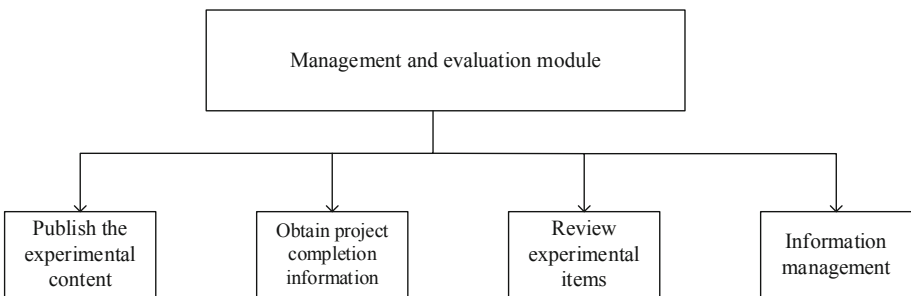 Management and evaluation module
Publish the
experimental
content
Obtain project
completion
information
Review
experimental
items
Information
management